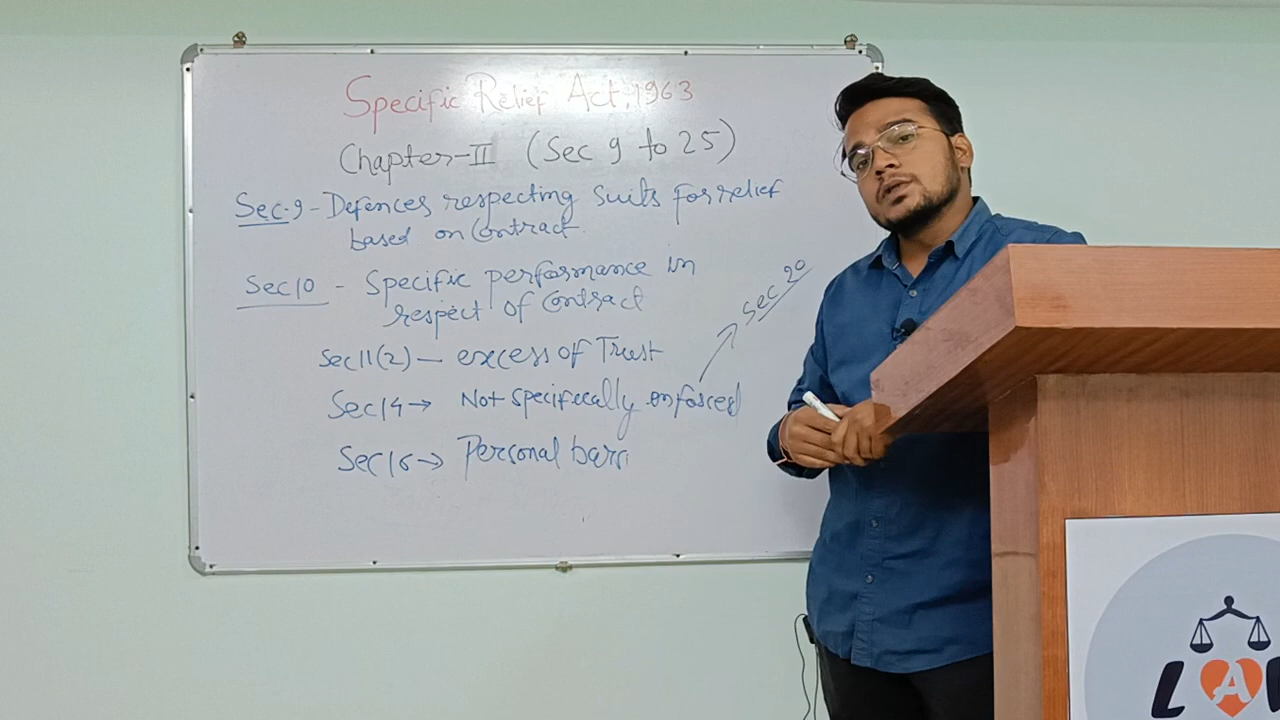 Specific Relief Act, 1963
Chapter-II (Sec 9 to 25)
Sec-9 - Defences respecting suits for relief
based on Contract.
Sec 10 - Specific performance in
respect of Contract
Sec 20
Sec 11(2) - excess of Trust
Sec 14 → Not specifically enforced
Sec 16 → Personal bars
LA